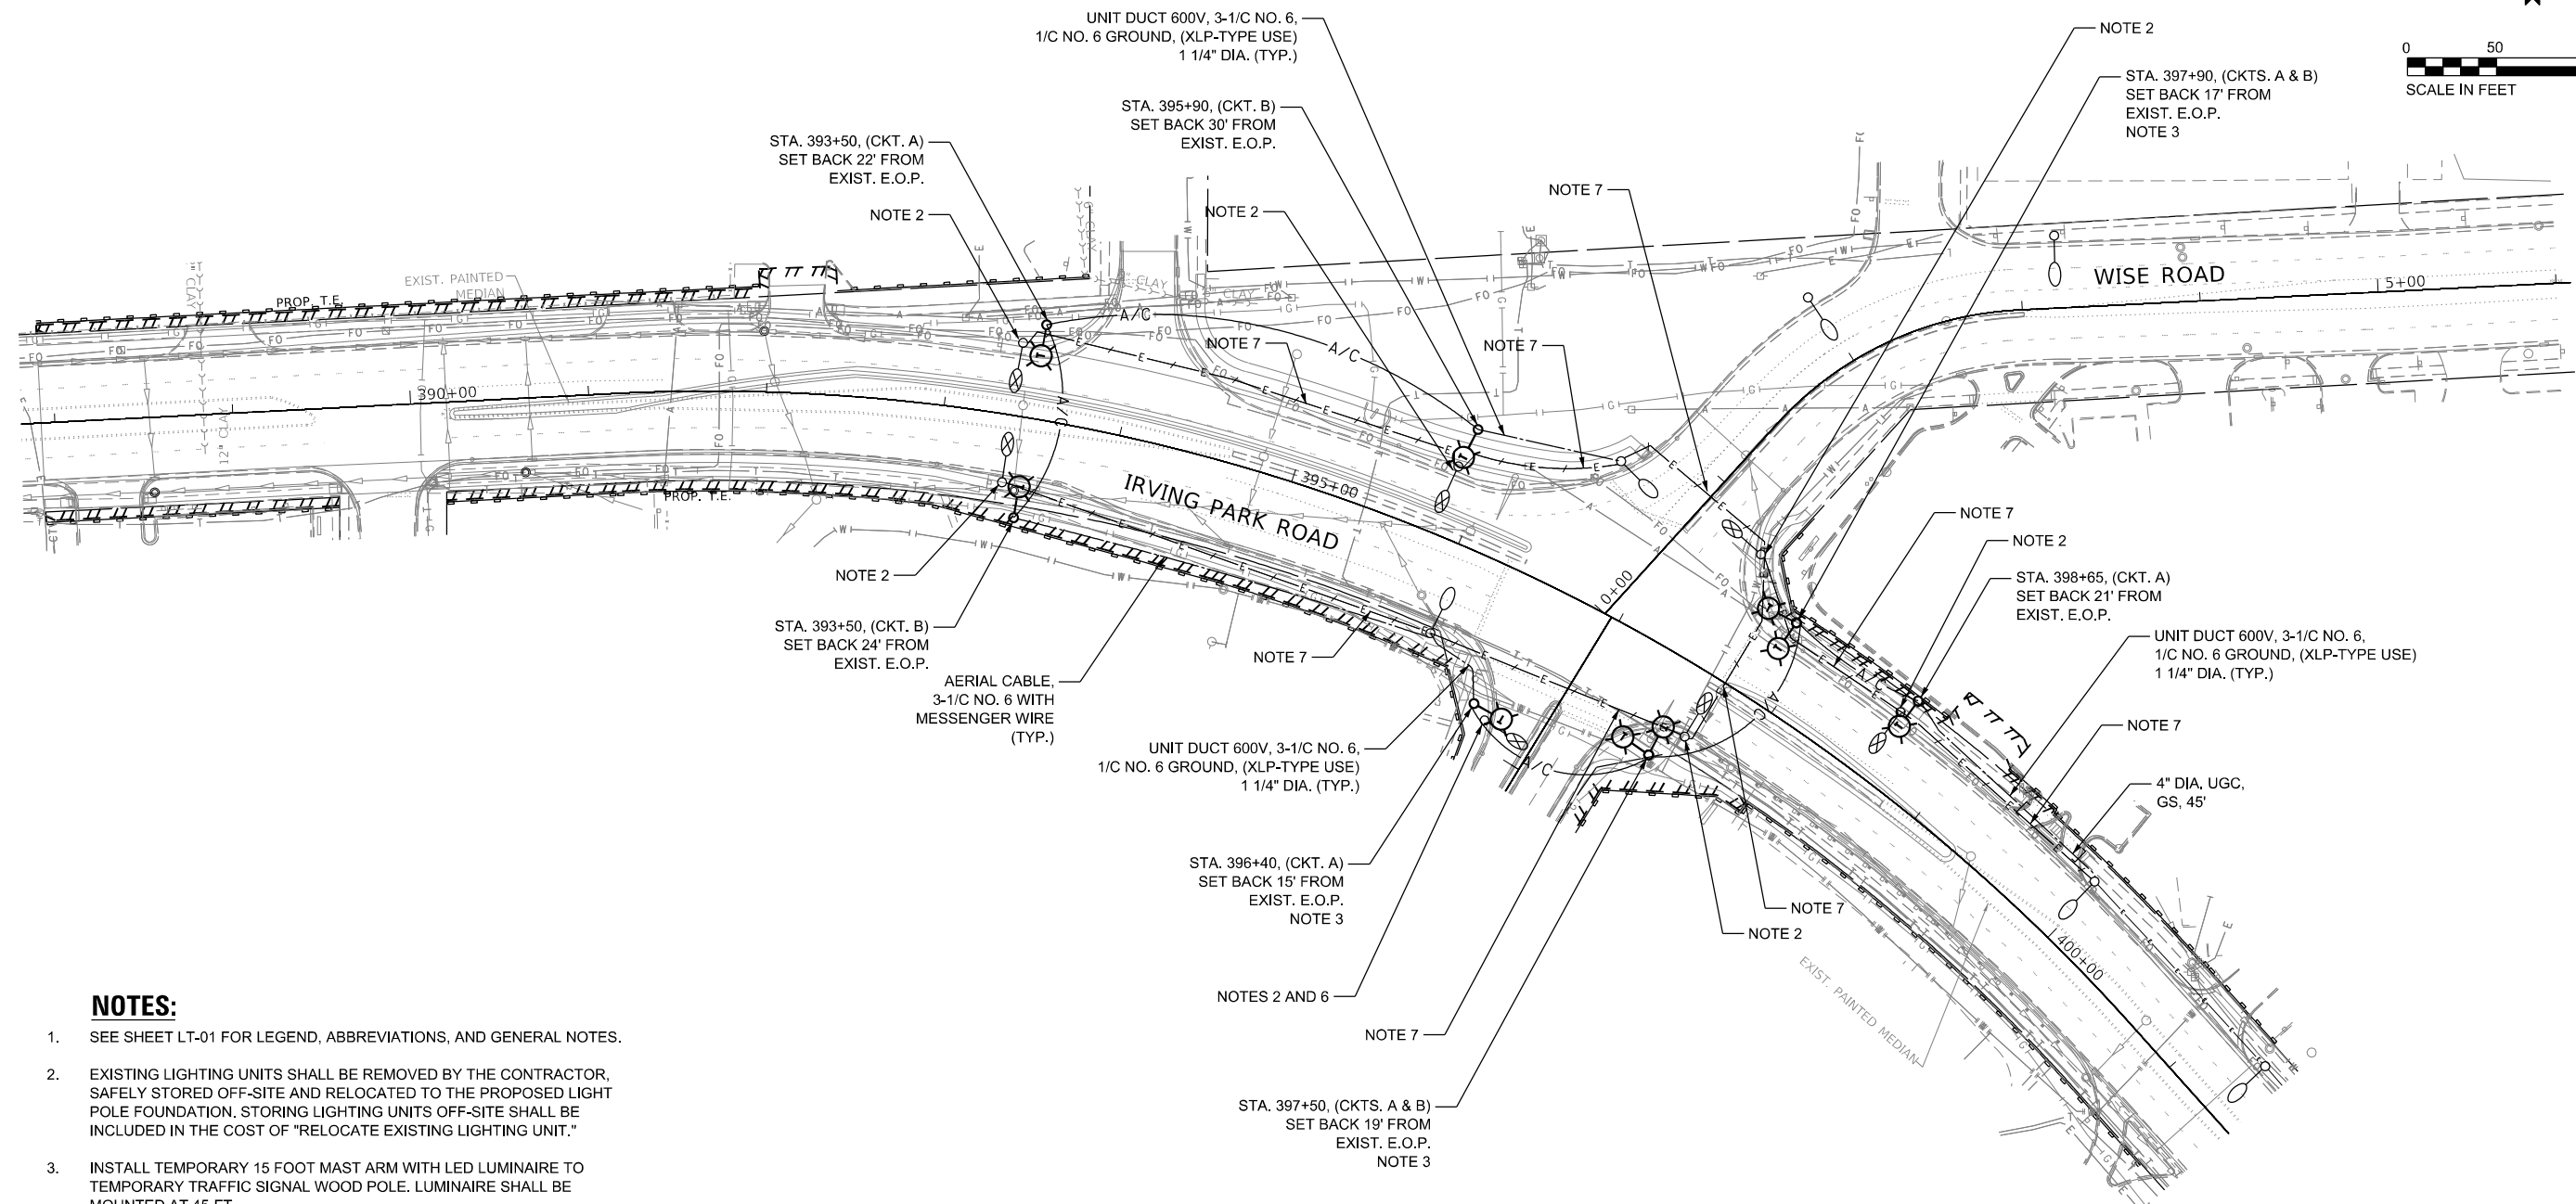 UNIT DUCT 600V, 3-1/C NO. 6,
1/C NO. 6 GROUND, (XLP-TYPE USE)
1 1/4" DIA. (TYP.)
NOTE 2
0 50
SCALE IN FEET
STA. 397+90, (CKTS. A & B)
SET BACK 17' FROM
EXIST. E.O.P.
NOTE 3
STA. 395+90, (CKT. B)
SET BACK 30' FROM
EXIST. E.O.P.
STA. 393+50, (CKT. A)
SET BACK 22' FROM
EXIST. E.O.P.
NOTE 2
NOTE 2
NOTE 7
WISE ROAD
5+00
EXIST. PAINTED
MEDIAN
PROP. T.E.
CLAY
CLAY
A/C
A/C
NOTE 7
NOTE 7
390+00
12" CLAY
A/C
395+00
IRVING PARK ROAD
PROP. T.E.
0+00
NOTE 7
NOTE 2
NOTE 2
STA. 398+65, (CKT. A)
SET BACK 21' FROM
EXIST. E.O.P.
STA. 393+50, (CKT. B)
SET BACK 24' FROM
EXIST. E.O.P.
NOTE 7
UNIT DUCT 600V, 3-1/C NO. 6,
1/C NO. 6 GROUND, (XLP-TYPE USE)
1 1/4" DIA. (TYP.)
AERIAL CABLE,
3-1/C NO. 6 WITH
MESSENGER WIRE
(TYP.)
A/C
A/C
NOTE 7
UNIT DUCT 600V, 3-1/C NO. 6,
1/C NO. 6 GROUND, (XLP-TYPE USE)
1 1/4" DIA. (TYP.)
A/C
4" DIA, UGC,
GS, 45'
STA. 396+40, (CKT. A)
SET BACK 15' FROM
EXIST. E.O.P.
NOTE 3
NOTE 7
NOTE 2
400+00
EXIST. PAINTED MEDIAN
NOTES 2 AND 6
NOTE 7
STA. 397+50, (CKTS. A & B)
SET BACK 19' FROM
EXIST. E.O.P.
NOTE 3
NOTES:
1. SEE SHEET LT-01 FOR LEGEND, ABBREVIATIONS, AND GENERAL NOTES.
2. EXISTING LIGHTING UNITS SHALL BE REMOVED BY THE CONTRACTOR,
SAFELY STORED OFF-SITE AND RELOCATED TO THE PROPOSED LIGHT
POLE FOUNDATION. STORING LIGHTING UNITS OFF-SITE SHALL BE
INCLUDED IN THE COST OF "RELOCATE EXISTING LIGHTING UNIT."
3. INSTALL TEMPORARY 15 FOOT MAST ARM WITH LED LUMINAIRE TO
TEMPORARY TRAFFIC SIGNAL WOOD POLE. LUMINAIRE SHALL BE
MOUNTED AT 45 FT.